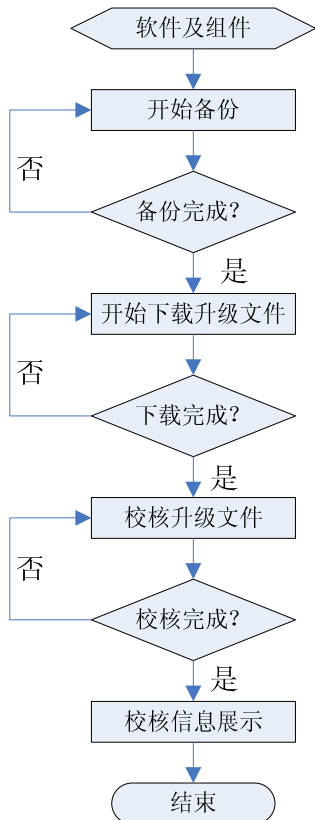 软件及组件
开始备份
否
备份完成？
是
开始下载升级文件
否
下载完成？
是
校核升级文件
否
校核完成？
是
校核信息展示
结束